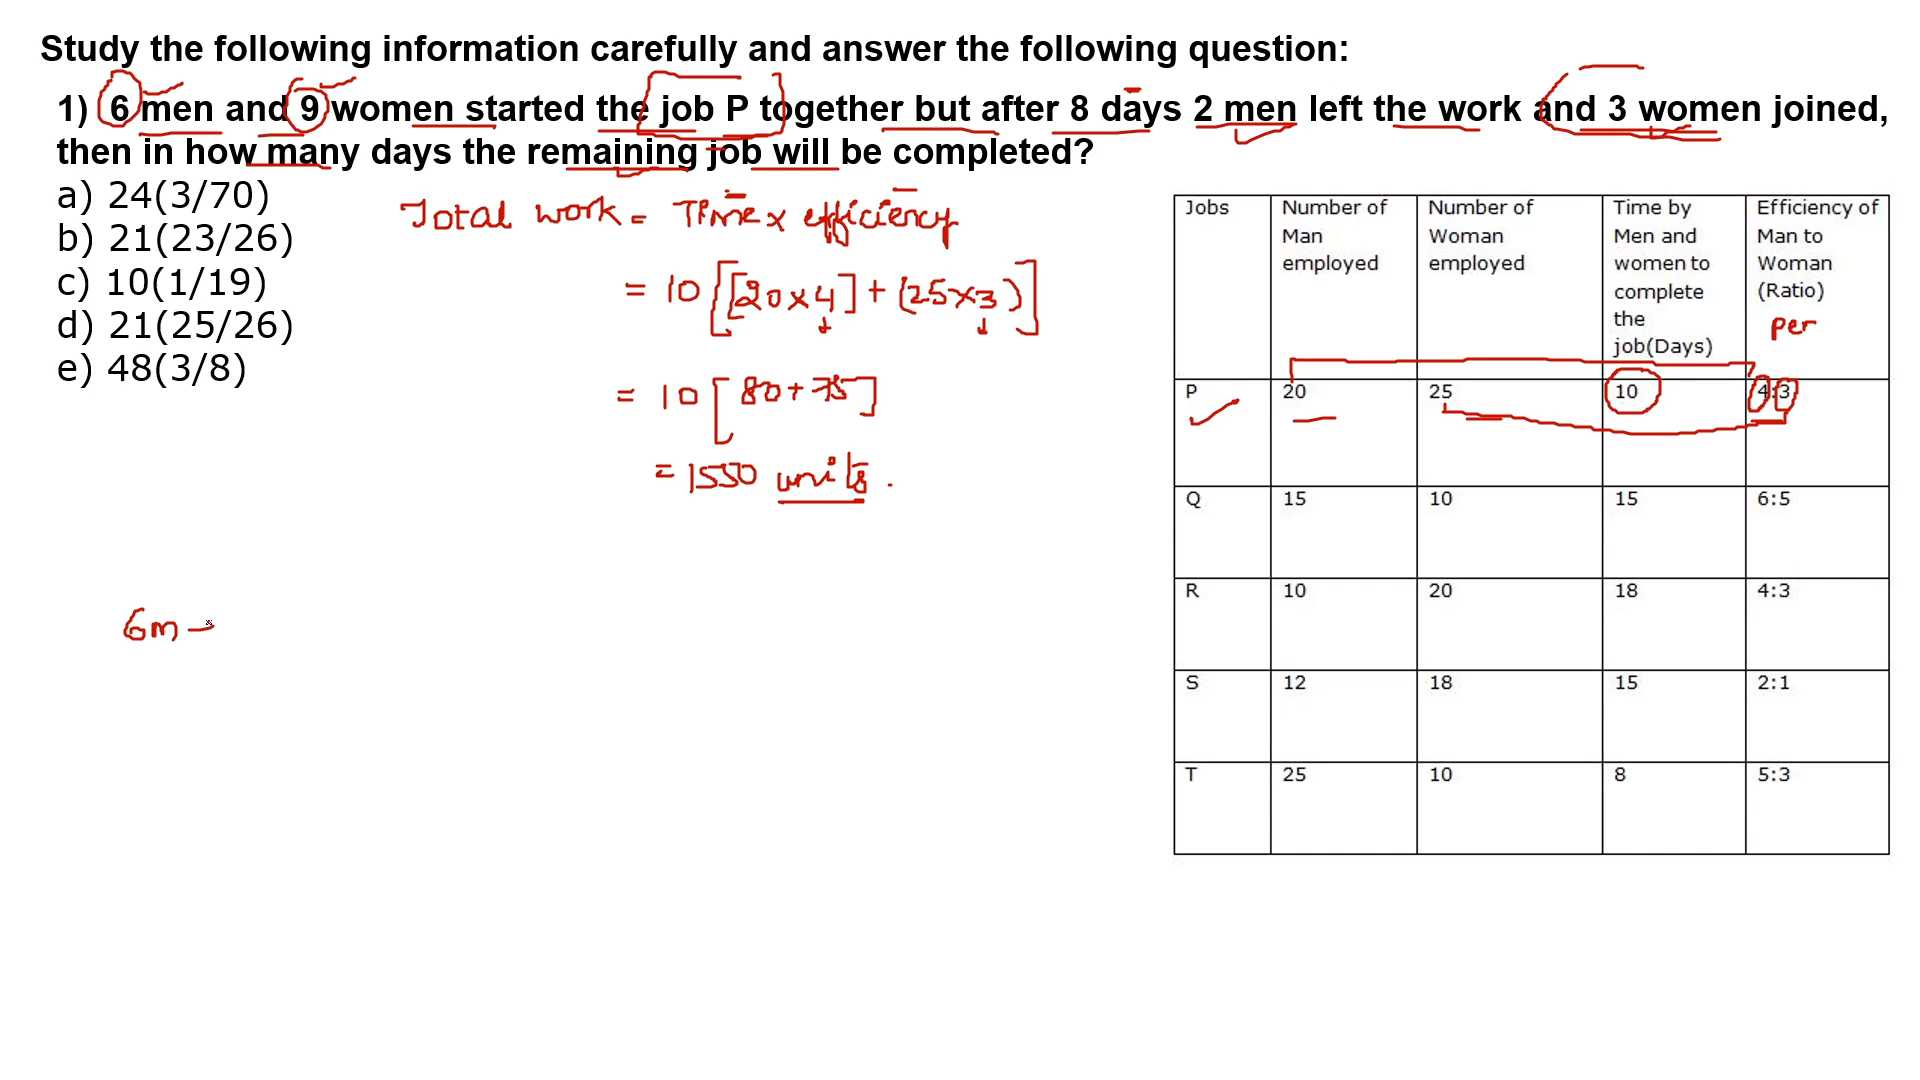 Study the following information carefully and answer the following question:
1) 6 men and 9 women started the job P together but after 8 days 2 men left the work and 3 women joined,
then in how many days the remaining job will be completed?
a) 24(3/70)
b) 21(23/26)
c) 10(1/19)
d) 21(25/26)
e) 48(3/8)
Total work = Time x efficiency
= 10 [[20 x 4] + (25 x 3)]
= 10 [80 + 75]
= 1550 units.
6m -
Jobs | Number of Man employed | Number of Woman employed | Time by Men and women to complete the job(Days) | Efficiency of Man to Woman (Ratio)
per
P 20 25 10 4:3
Q 15 10 15 6:5
R 10 20 18 4:3
S 12 18 15 2:1
T 25 10 8 5:3